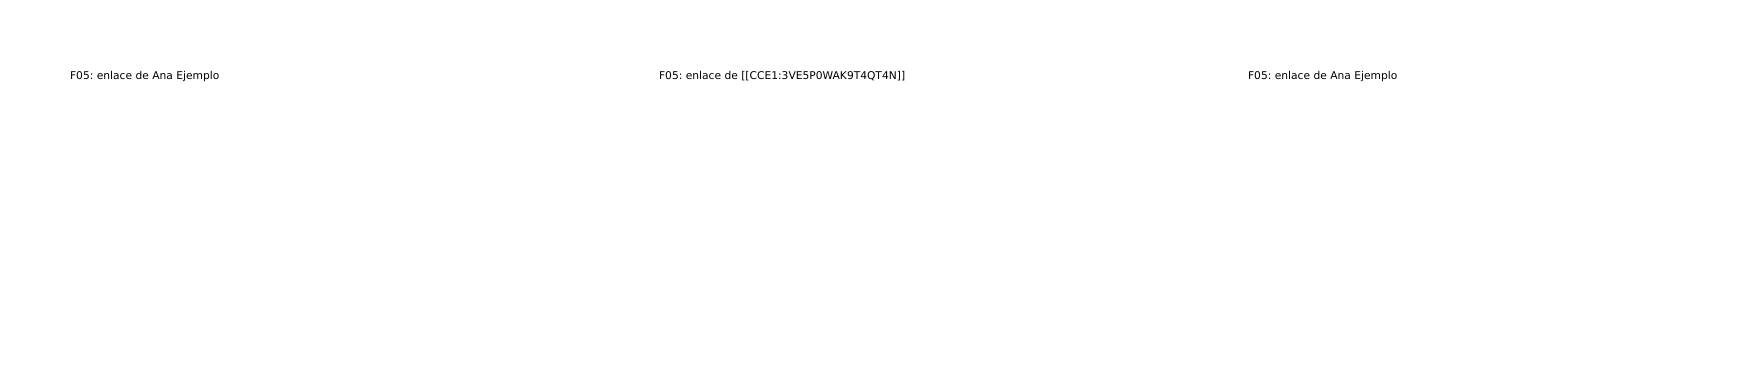 F05: enlace de Ana Ejemplo
F05: enlace de [[CCE1:3VE5P0WAK9T4QT4N]]
F05: enlace de Ana Ejemplo